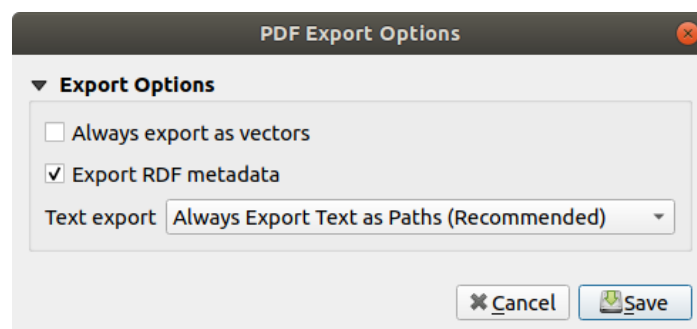 PDF Export Options
Export Options
Always export as vectors
Export RDF metadata
Text export Always Export Text as Paths (Recommended)
Cancel Save